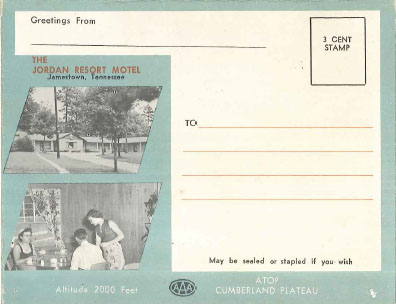 Greetings From
3 CENT
STAMP
THE
JORDAN RESORT MOTEL
Jamestown, Tennessee
TO
May be sealed or stapled if you wish
Altitude 2000 Feet
AAA
ATOP
CUMBERLAND PLATEAU